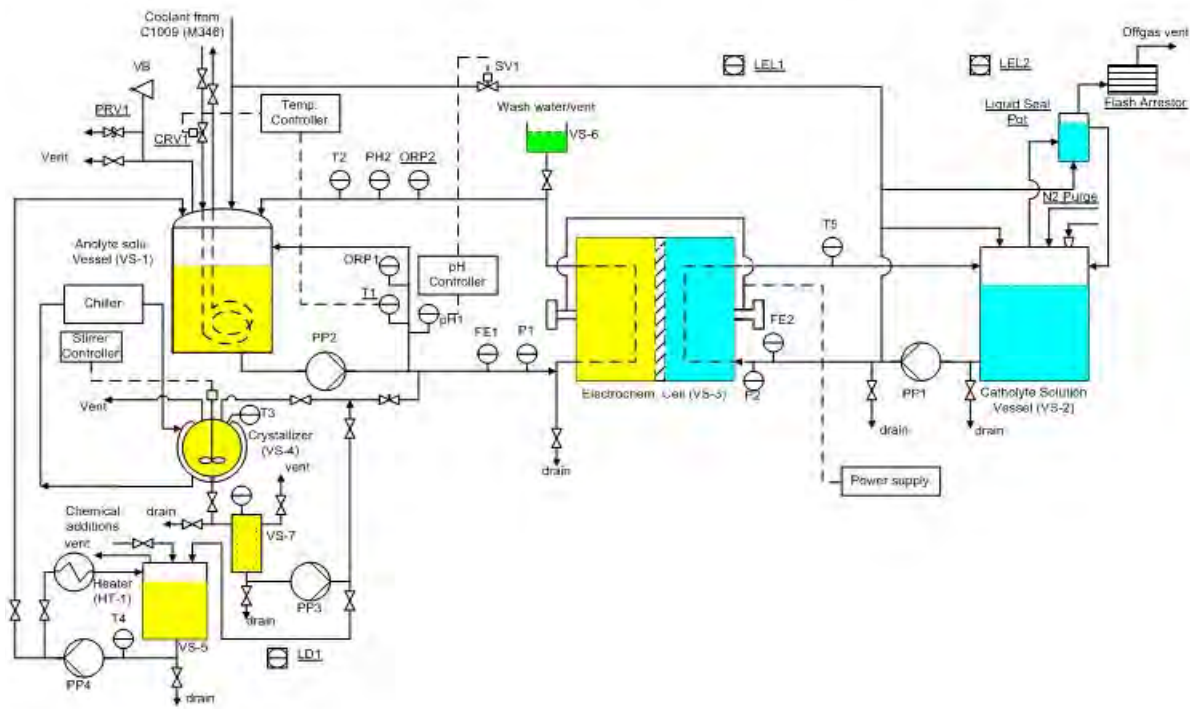 Coolant from
C1009 (M346)
Offgas vent
VB
SV1
LEL1
LEL2
PRV1
Temp.
Controller
Wash water/vent
Liquid Seal
Pot
Flash Arrestor
CRV1
VS-6
Vent
T2
PH2
ORP2
N2 Purge
T5
Anolyte solu.
Vessel (VS-1)
ORP1
pH
Controller
T1
Chiller
pH1
Stirrer
Controller
PP2
FE1
P1
FE2
Electrochem. Cell (VS-3)
P2
PP1
Catholyte Solution
Vessel (VS-2)
Vent
T3
Crystallizer
(VS-4)
drain
drain
vent
drain
Power supply
Chemical
additions
drain
vent
VS-7
Heater
(HT-1)
PP3
T4
drain
VS-5
LD1
PP4
drain